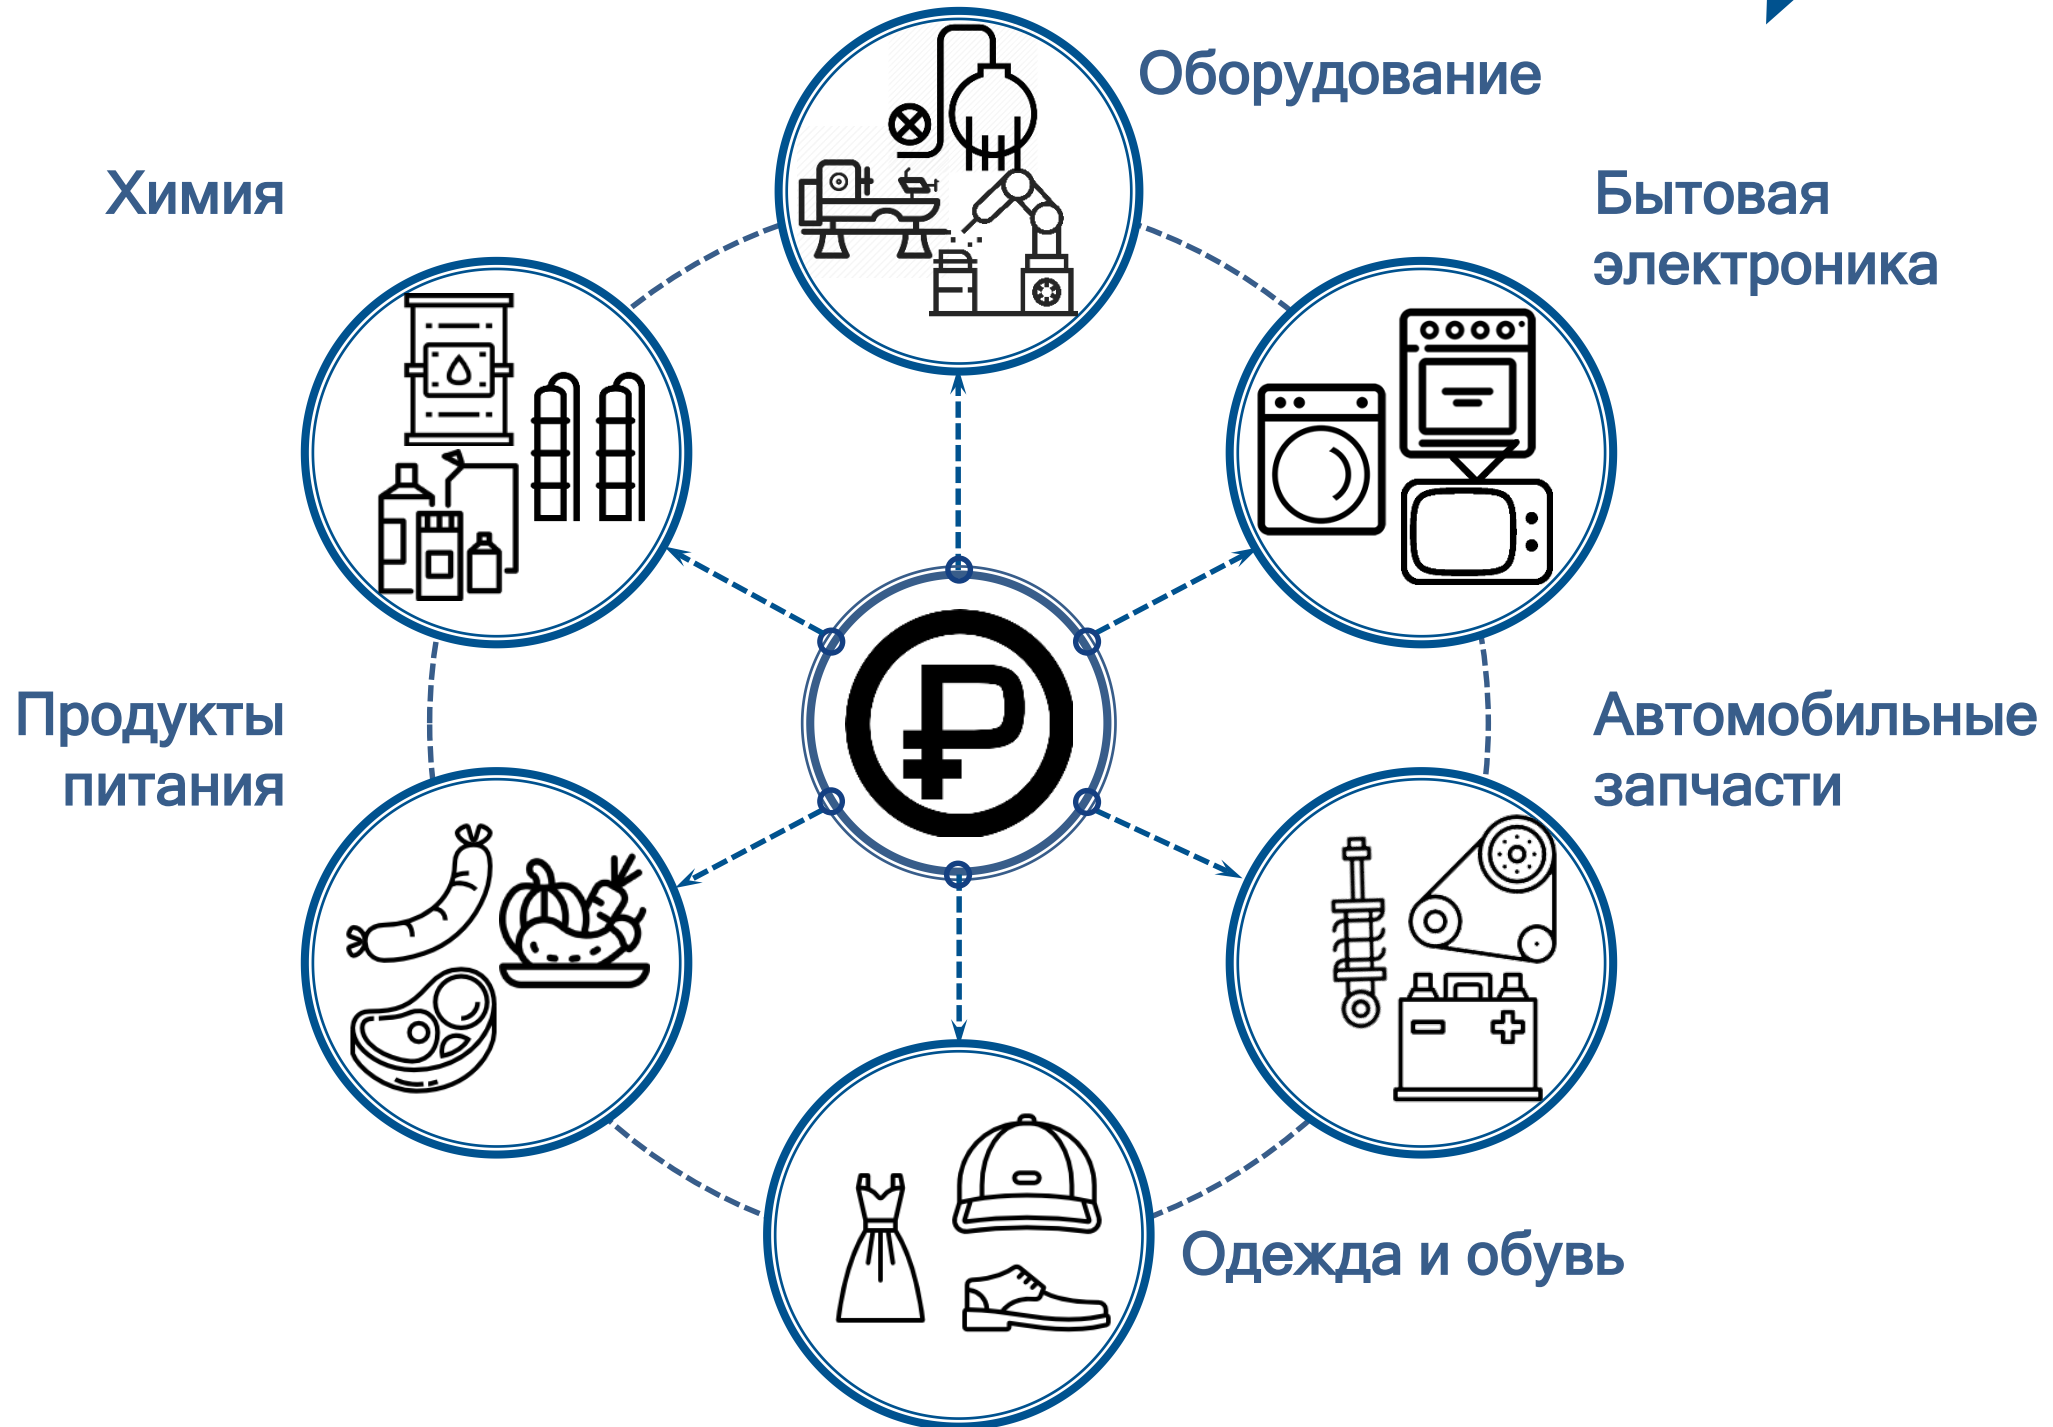 Оборудование
Химия
Бытовая
электроника
Продукты
питания
Автомобильные
запчасти
Одежда и обувь